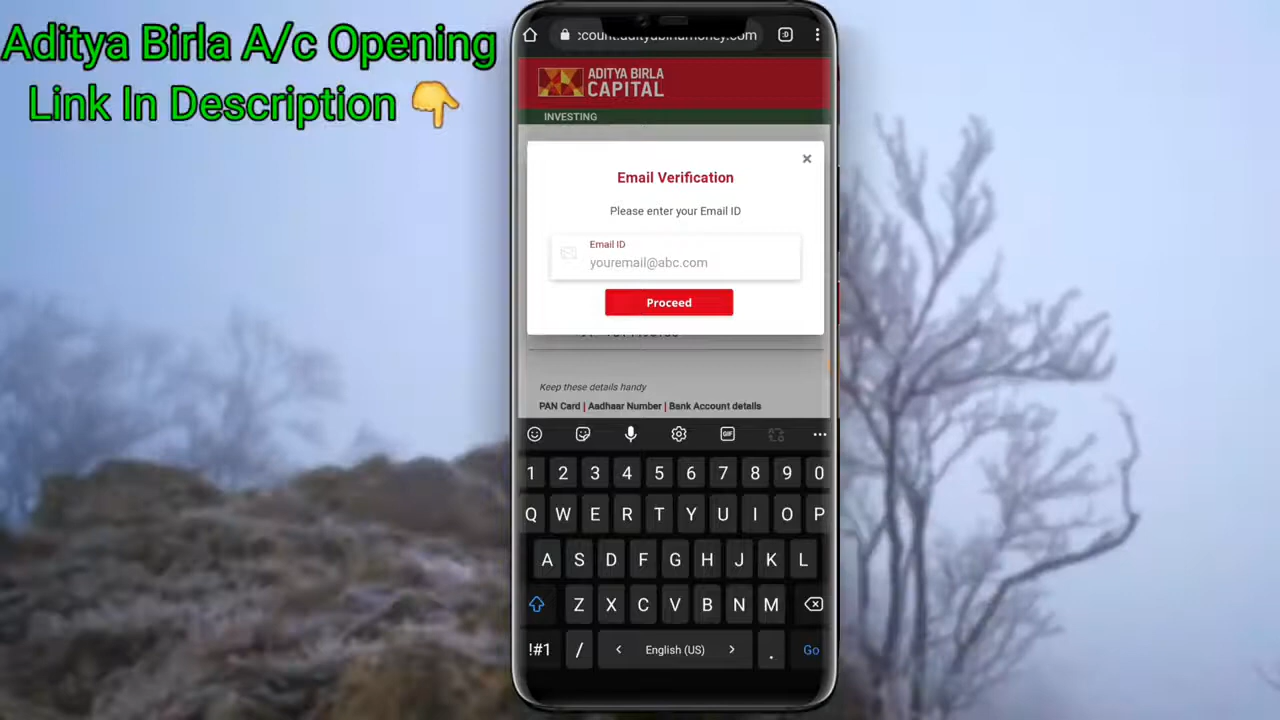 Aditya Birla A/c Opening
Link In Description 👇
ADITYA BIRLA
CAPITAL
INVESTING
Email Verification
Please enter your Email ID
Email ID
youremail@abc.com
Proceed
Keep these details handy
PAN Card | Aadhaar Number | Bank Account details
1 2 3 4 5 6 7 8 9 0
Q W E R T Y U I O P
A S D F G H J K L
Z X C V B N M
!#1 / < English (US) > . Go